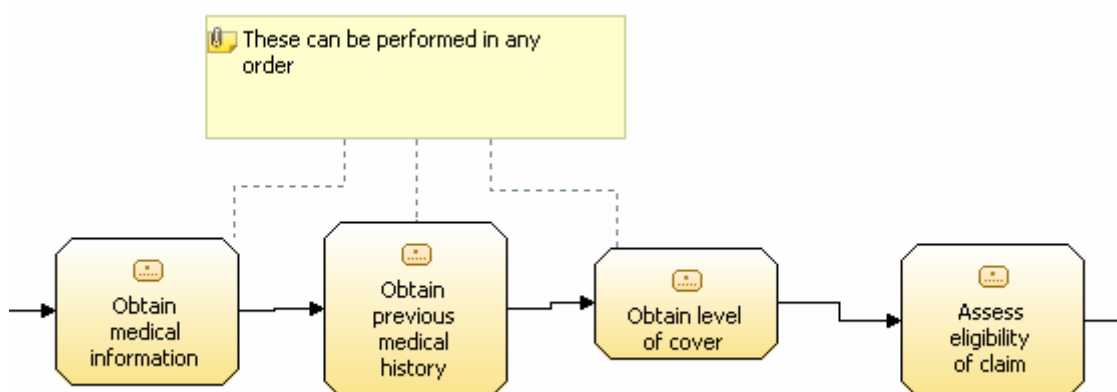 These can be performed in any
order
Obtain
medical
information
Obtain
previous
medical
history
Obtain level
of cover
Assess
eligibility
of claim